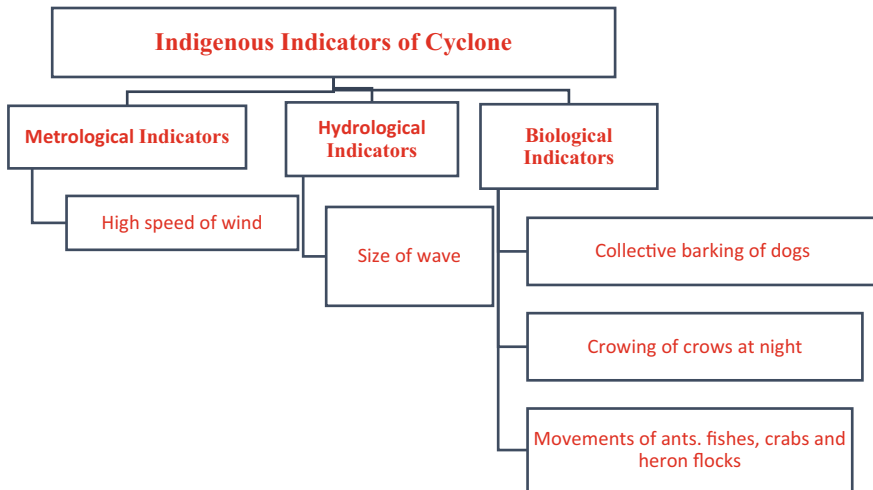 Indigenous Indicators of Cyclone
Metrological Indicators
Hydrological
Indicators
Biological
Indicators
High speed of wind
Size of wave
Collective barking of dogs
Crowing of crows at night
Movements of ants. fishes, crabs and
heron flocks